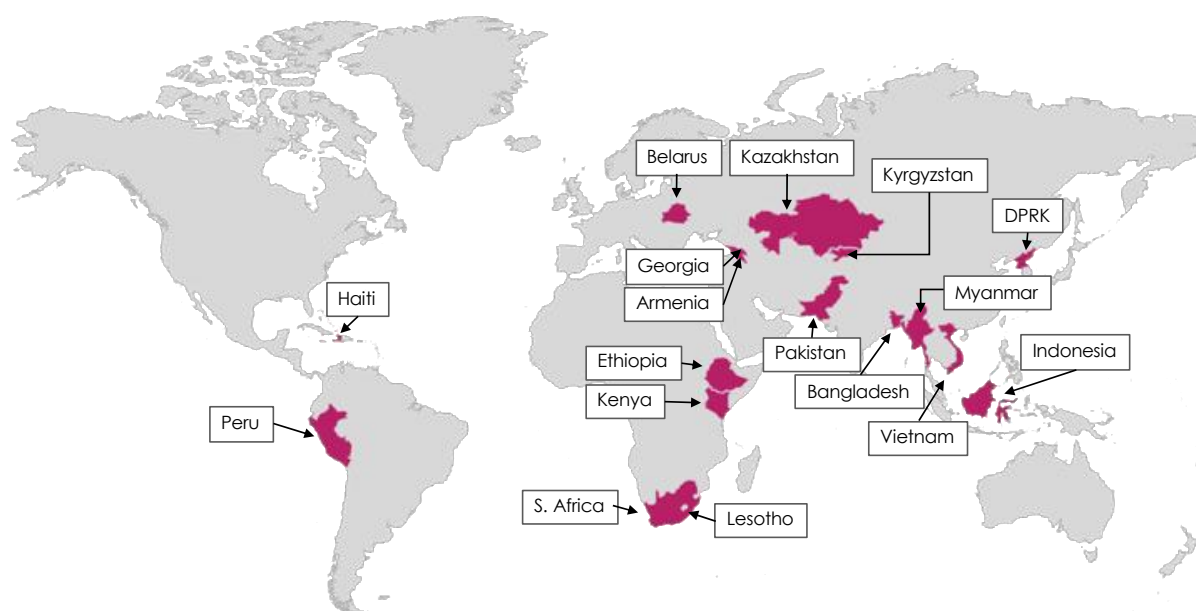 Belarus
Kazakhstan
Kyrgyzstan
DPRK
Georgia
Armenia
Haiti
Myanmar
Pakistan
Indonesia
Ethiopia
Bangladesh
Kenya
Peru
Vietnam
S. Africa
Lesotho